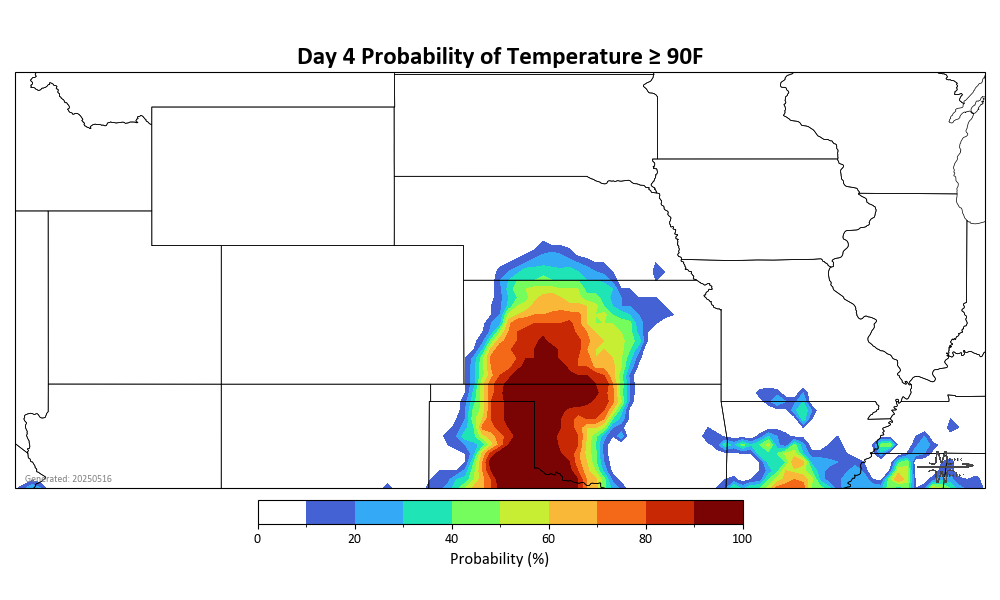 Day 4 Probability of Temperature ≥ 90F
Generated: 20250516
0 20 40 60 80 100
Probability (%)